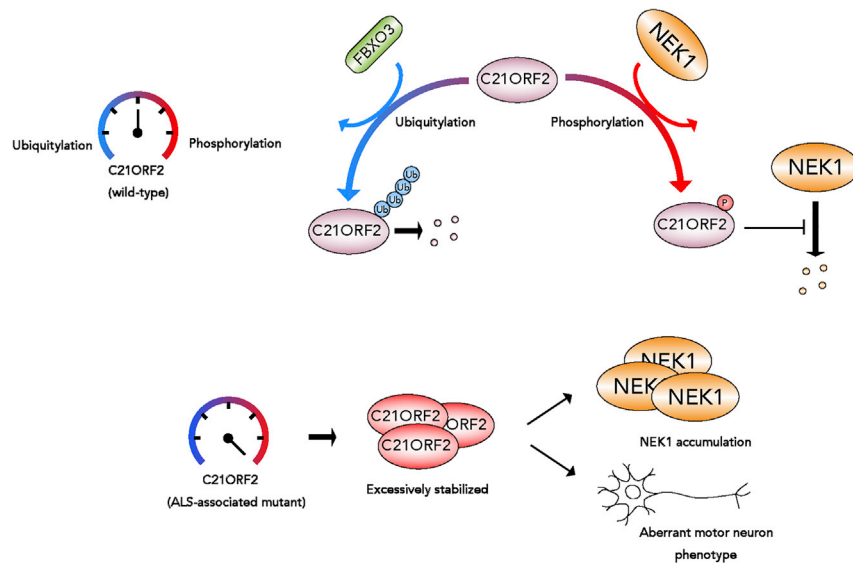 FBXO3
NEK1
C21ORF2
Ubiquitylation
Phosphorylation
Ubiquitylation
Phosphorylation
C21ORF2
(wild-type)
Ub
Ub
Ub
Ub
C21ORF2
P
C21ORF2
NEK1
C21ORF2
ORF2
C21ORF2
NEK1
NEK
NEK1
NEK1 accumulation
C21ORF2
(ALS-associated mutant)
Excessively stabilized
Aberrant motor neuron
phenotype